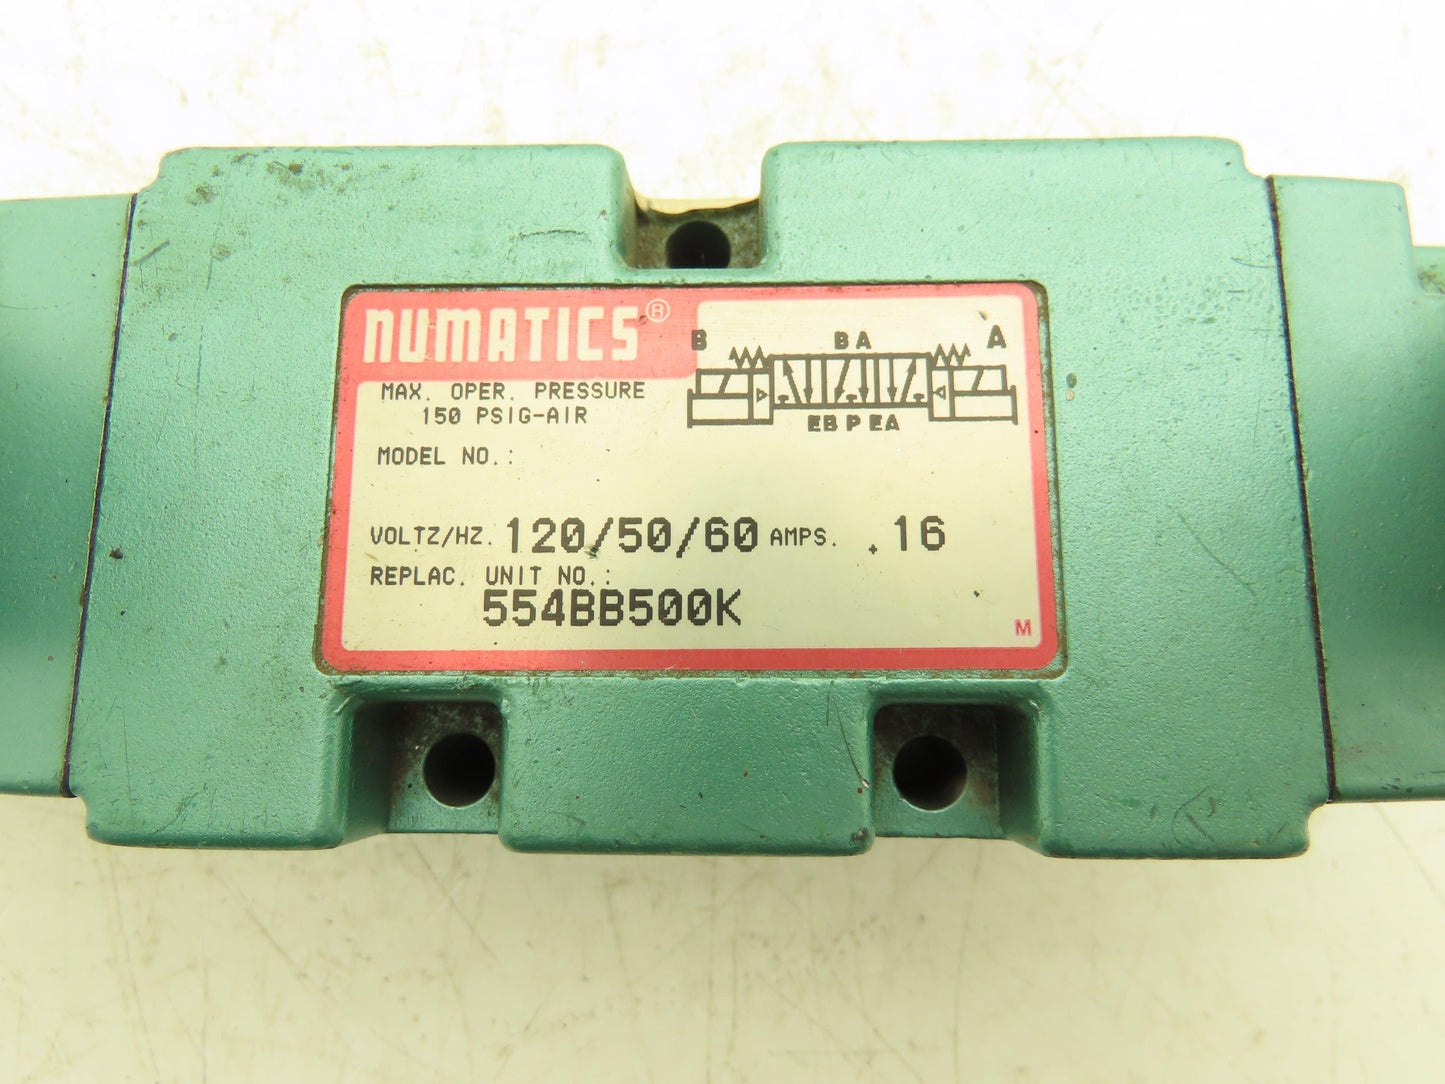 NUMATICS®
B BA A
MAX. OPER. PRESSURE
150 PSIG-AIR
EB P EA
MODEL NO.:
VOLTZ/HZ. 120/50/60 AMPS. .16
REPLAC. UNIT NO.:
554BB500K
M